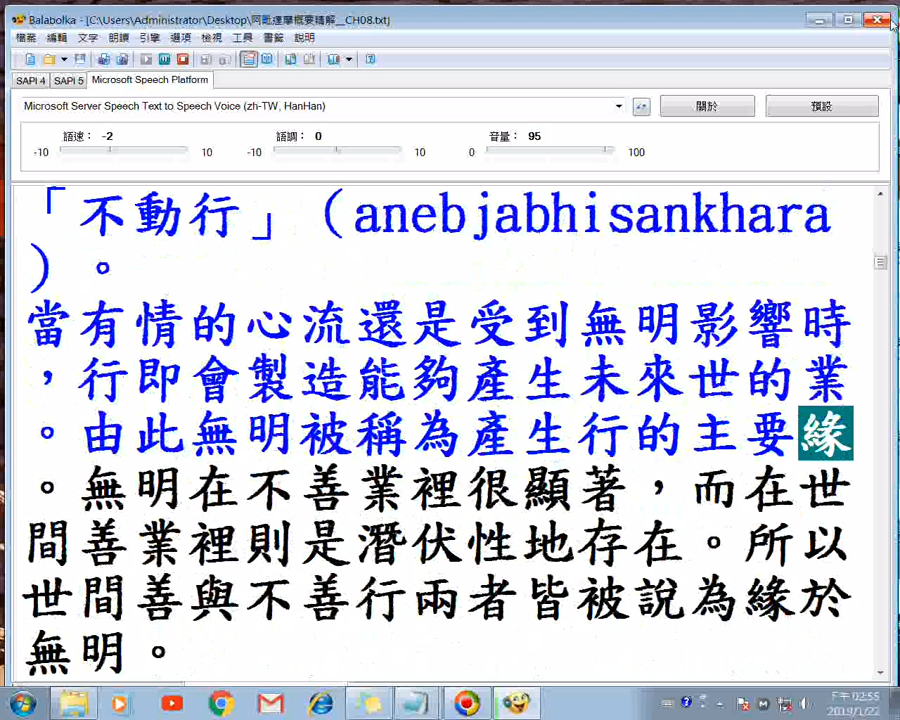 Balabolka - [C:\Users\Administrator\Desktop\阿毗達摩概要精解__CH08.txt]
檔案 編輯 文字 朗讀 引擎 選項 檢視 工具 書籤 說明
SAPI 4 SAPI 5 Microsoft Speech Platform
Microsoft Server Speech Text to Speech Voice (zh-TW, HanHan) 關於 預設
語速： -2 語調： 0 音量： 95
-10 10 -10 10 0 100
「不動行」（anebjabhisankhara
）。
當有情的心流還是受到無明影響時
，行即會製造能夠產生未來世的業
。由此無明被稱為產生行的主要緣
。無明在不善業裡很顯著，而在世
間善業裡則是潛伏性地存在。所以
世間善與不善行兩者皆被說為緣於
無明。
下午 02:55
2019/1/22